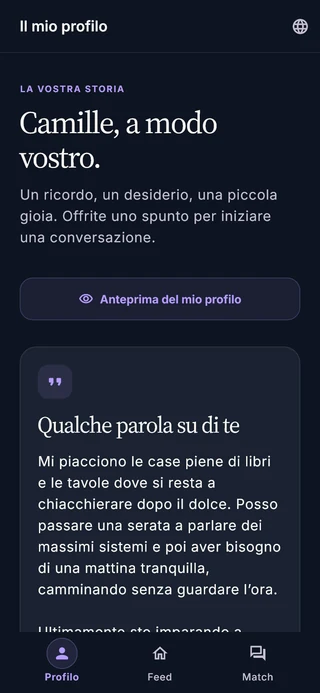 Il mio profilo
LA VOSTRA STORIA
Camille, a modo
vostro.
Un ricordo, un desiderio, una piccola
gioia. Offrite uno spunto per iniziare
una conversazione.
Anteprima del mio profilo
Qualche parola su di te
Mi piacciono le case piene di libri
e le tavole dove si resta a
chiacchierare dopo il dolce. Posso
passare una serata a parlare dei
massimi sistemi e poi aver bisogno
di una mattina tranquilla,
camminando senza guardare l’ora.
Ultimamente sto imparando a
Profilo
Feed
Match